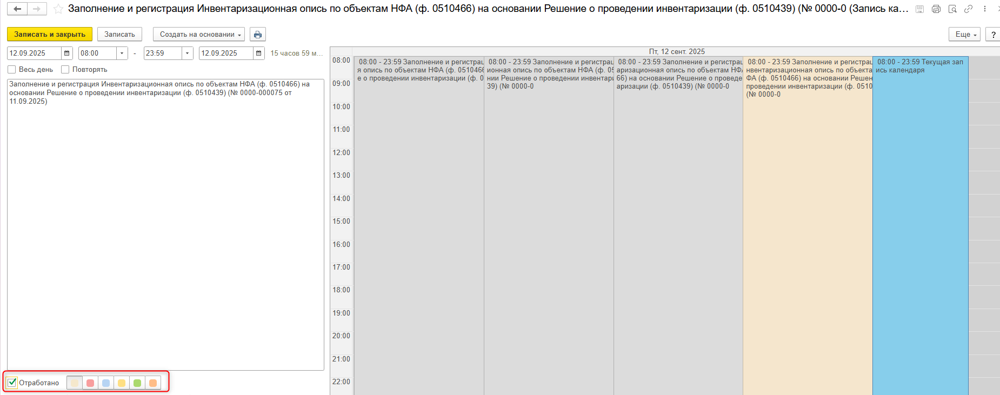 Заполнение и регистрация Инвентаризационная опись по объектам НФА (ф. 0510466) на основании Решение о проведении инвентаризации (ф. 0510439) (№ 0000-0 (Запись ка...
Записать и закрыть
Записать
Создать на основании
Еще
?
12.09.2025
08:00
-
23:59
12.09.2025
15 часов 59 м...
Весь день
Повторять
Заполнение и регистрация Инвентаризационная опись по объектам НФА (ф. 0510466) на
основании Решение о проведении инвентаризации (ф. 0510439) (№ 0000-000075 от
11.09.2025)
Отработано
Пт, 12 сент. 2025
08:00
09:00
10:00
11:00
12:00
13:00
14:00
15:00
16:00
17:00
18:00
19:00
20:00
21:00
22:00
08:00 - 23:59 Заполнение и регистрац
я опись по объектам НФА (ф. 0510466
е о проведении инвентаризации (ф. 0
08:00 - 23:59 Заполнение и регистрац
ионная опись по объектам НФА (ф. 05
нии Решение о проведении инвентари
39) (№ 0000-0
08:00 - 23:59 Заполнение и регистрац
аризационная опись по объектам НФА
66) на основании Решение о проведе
аризации (ф. 0510439) (№ 0000-0
08:00 - 23:59 Заполнение и регистрац
нвентаризационная опись по объекта
ФА (ф. 0510466) на основании Решен
проведении инвентаризации (ф. 0510
(№ 0000-0
08:00 - 23:59 Текущая зап
ись календаря